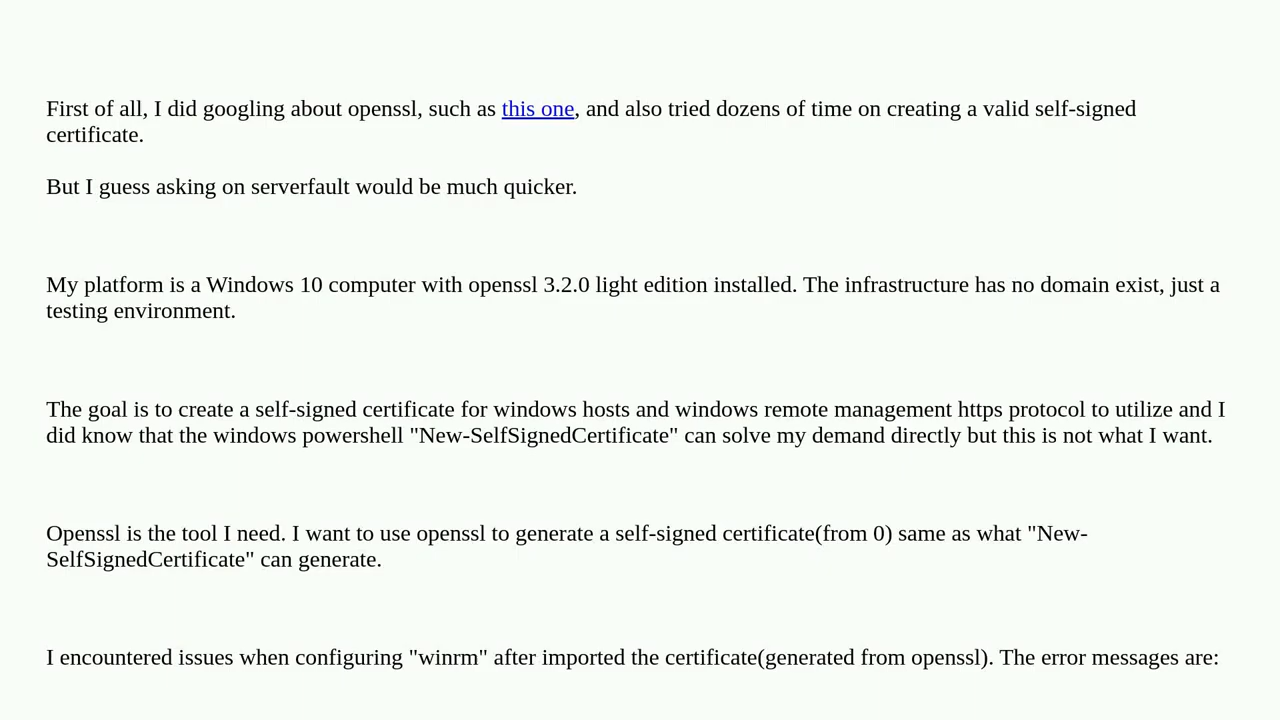 First of all, I did googling about openssl, such as this one, and also tried dozens of time on creating a valid self-signed
certificate.
But I guess asking on serverfault would be much quicker.
My platform is a Windows 10 computer with openssl 3.2.0 light edition installed. The infrastructure has no domain exist, just a
testing environment.
The goal is to create a self-signed certificate for windows hosts and windows remote management https protocol to utilize and I
did know that the windows powershell "New-SelfSignedCertificate" can solve my demand directly but this is not what I want.
Openssl is the tool I need. I want to use openssl to generate a self-signed certificate(from 0) same as what "New-
SelfSignedCertificate" can generate.
I encountered issues when configuring "winrm" after imported the certificate(generated from openssl). The error messages are: